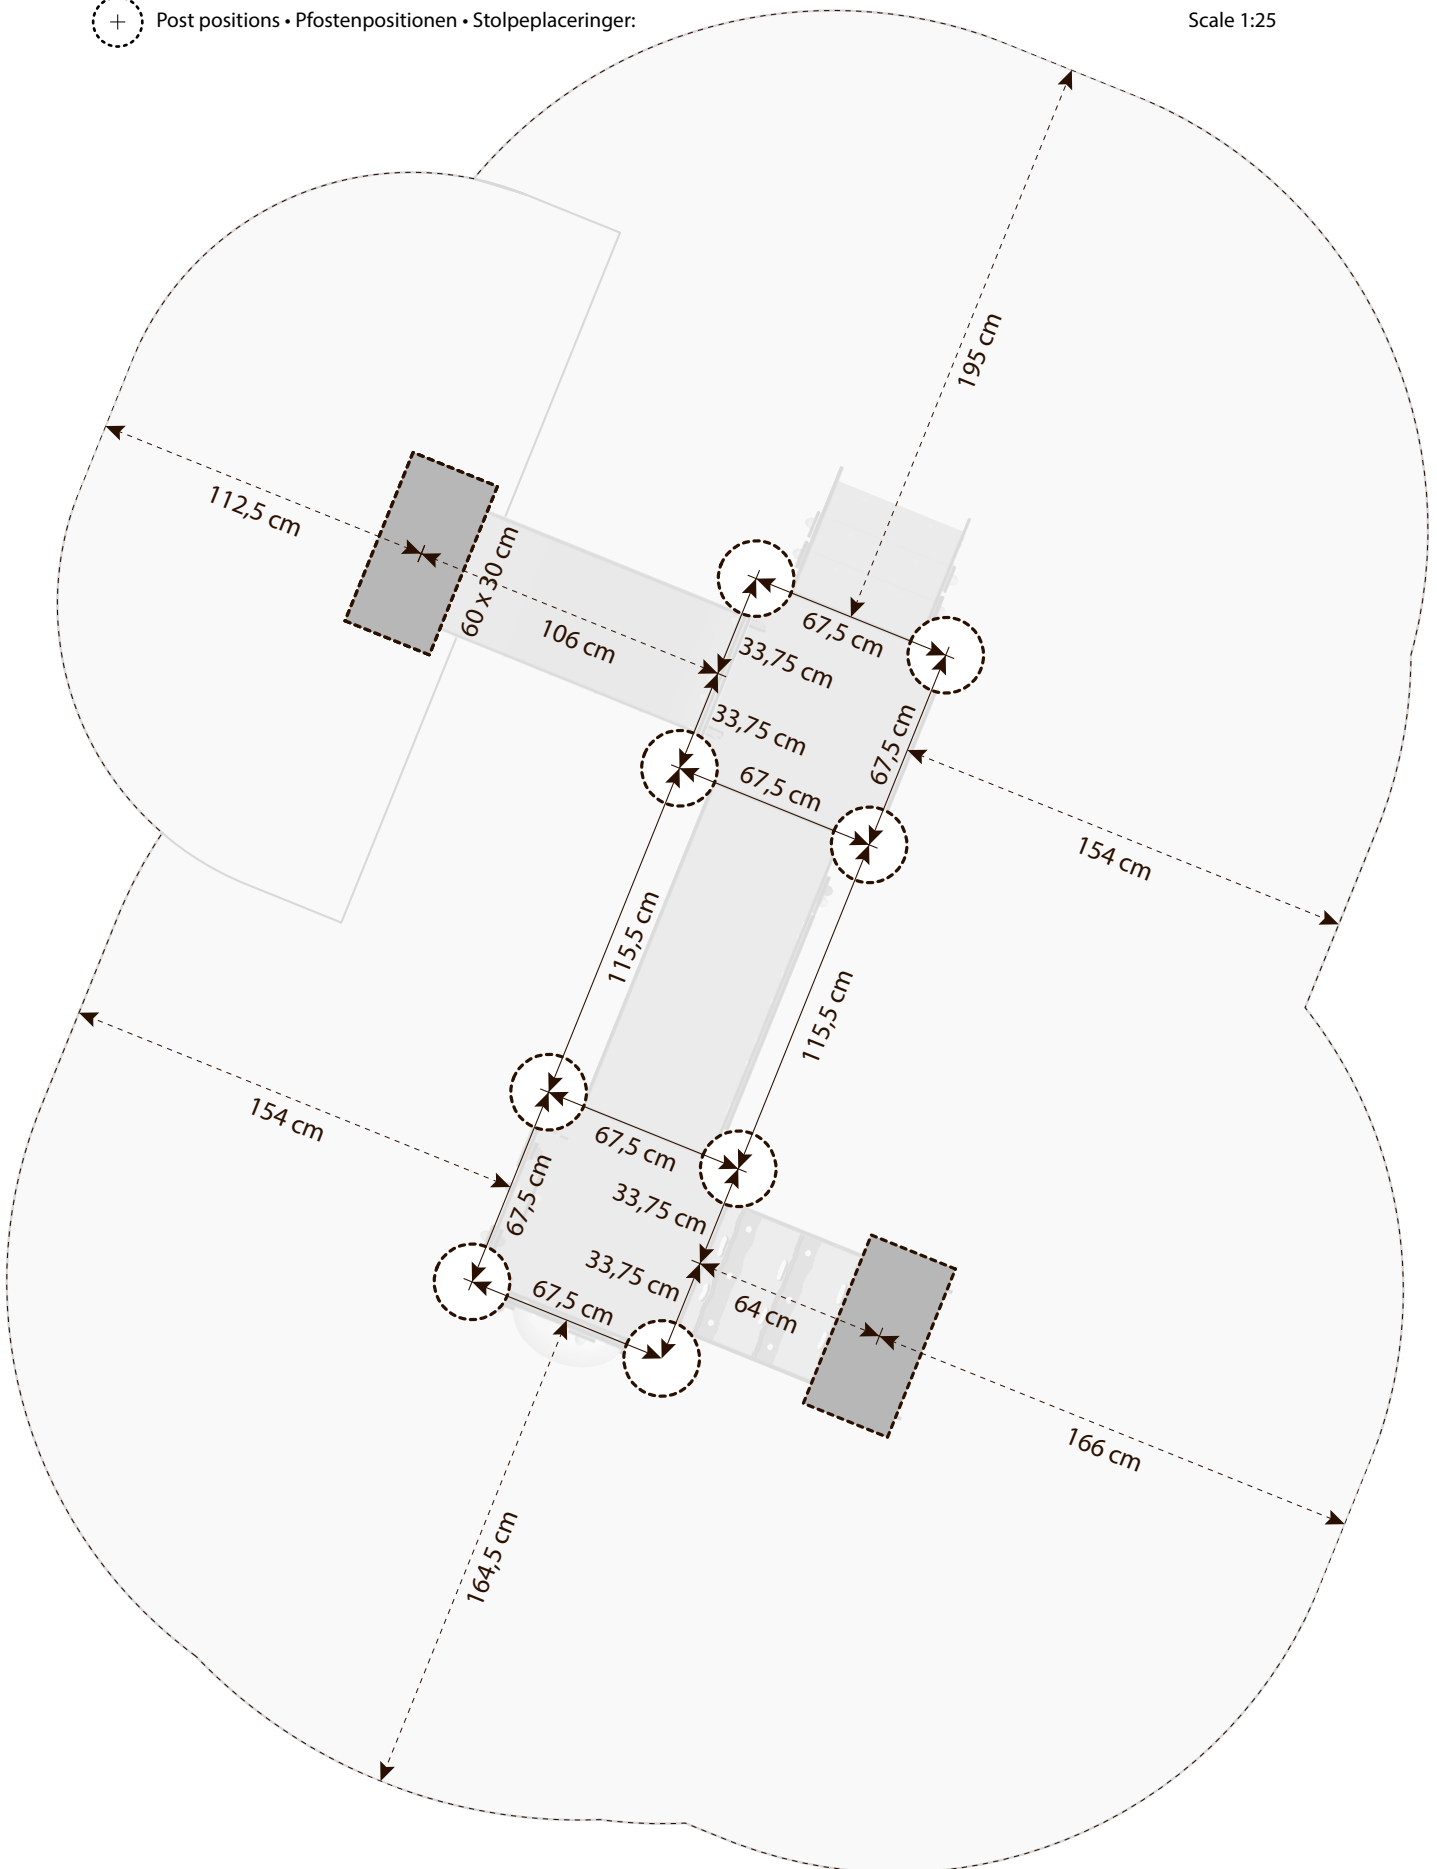 Post positions • Pfostenpositionen • Stolpeplaceringer:
Scale 1:25
195 cm
112,5 cm
60 x 30 cm
106 cm
67,5 cm
33,75 cm
33,75 cm
67,5 cm
67,5 cm
154 cm
115,5 cm
115,5 cm
154 cm
67,5 cm
67,5 cm
33,75 cm
33,75 cm
67,5 cm
64 cm
166 cm
164,5 cm